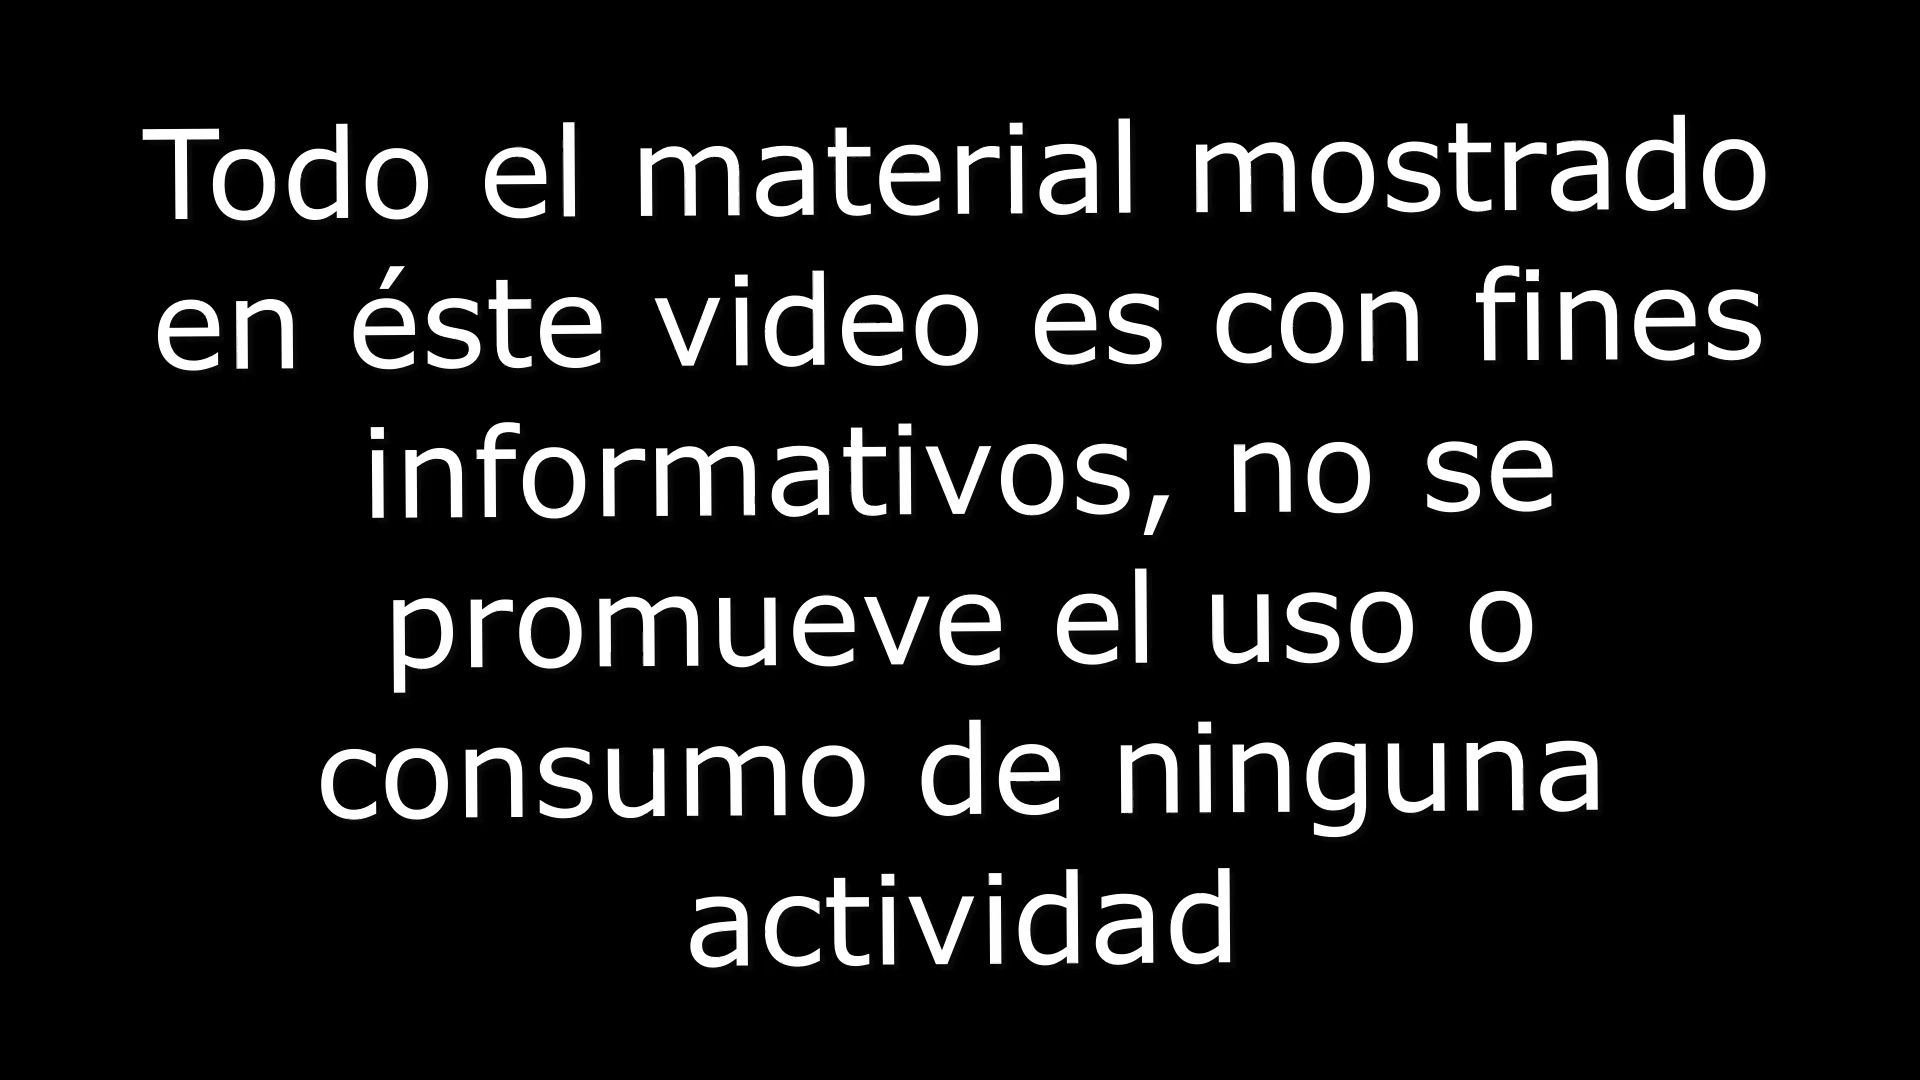 Todo el material mostrado
en éste video es con fines
informativos, no se
promueve el uso o
consumo de ninguna
actividad